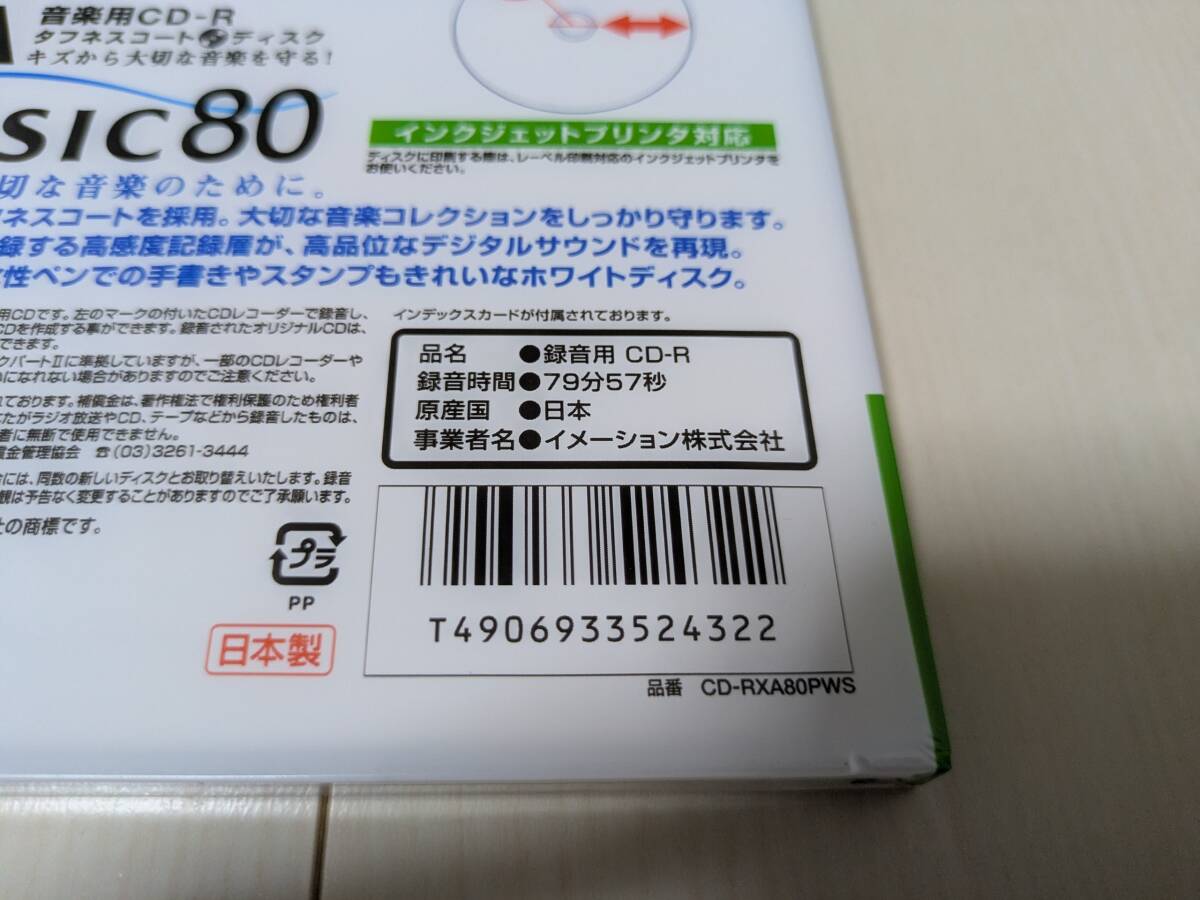 音楽用CD-R
タフネスコートディスク
キズから大切な音楽を守る!
SIC80
インクジェットプリンタ対応
ディスクに印刷する際は、レーベル印刷対応のインクジェットプリンタを
お使いください。
切な音楽のために。
ネスコートを採用。大切な音楽コレクションをしっかり守ります。
録する高感度記録層が、高品位なデジタルサウンドを再現。
性ペンでの手書きやスタンプもきれいなホワイトディスク。
用CDです。左のマークの付いたCDレコーダーで録音し、
CDを作成する事ができます。録音されたオリジナルCDは、
できます。
クパートⅡに準拠していますが、一部のCDレコーダーや
になれない場合がありますのでご注意ください。
れております。補償金は、著作権法で権利保護のため権利者
なたがラジオ放送やCD、テープなどから録音したものは、
者に無断で使用できません。
償金管理協会 ☎(03)3261-3444
合には、同数の新しいディスクとお取り替えいたします。録音
観は予告なく変更することがありますのでご了承願います。
社の商標です。
インデックスカードが付属されております。
品名 ●録音用 CD-R
録音時間●79分57秒
原産国 ●日本
事業者名●イメーション株式会社
プラ
PP
日本製
T4906933524322
品番 CD-RXA80PWS